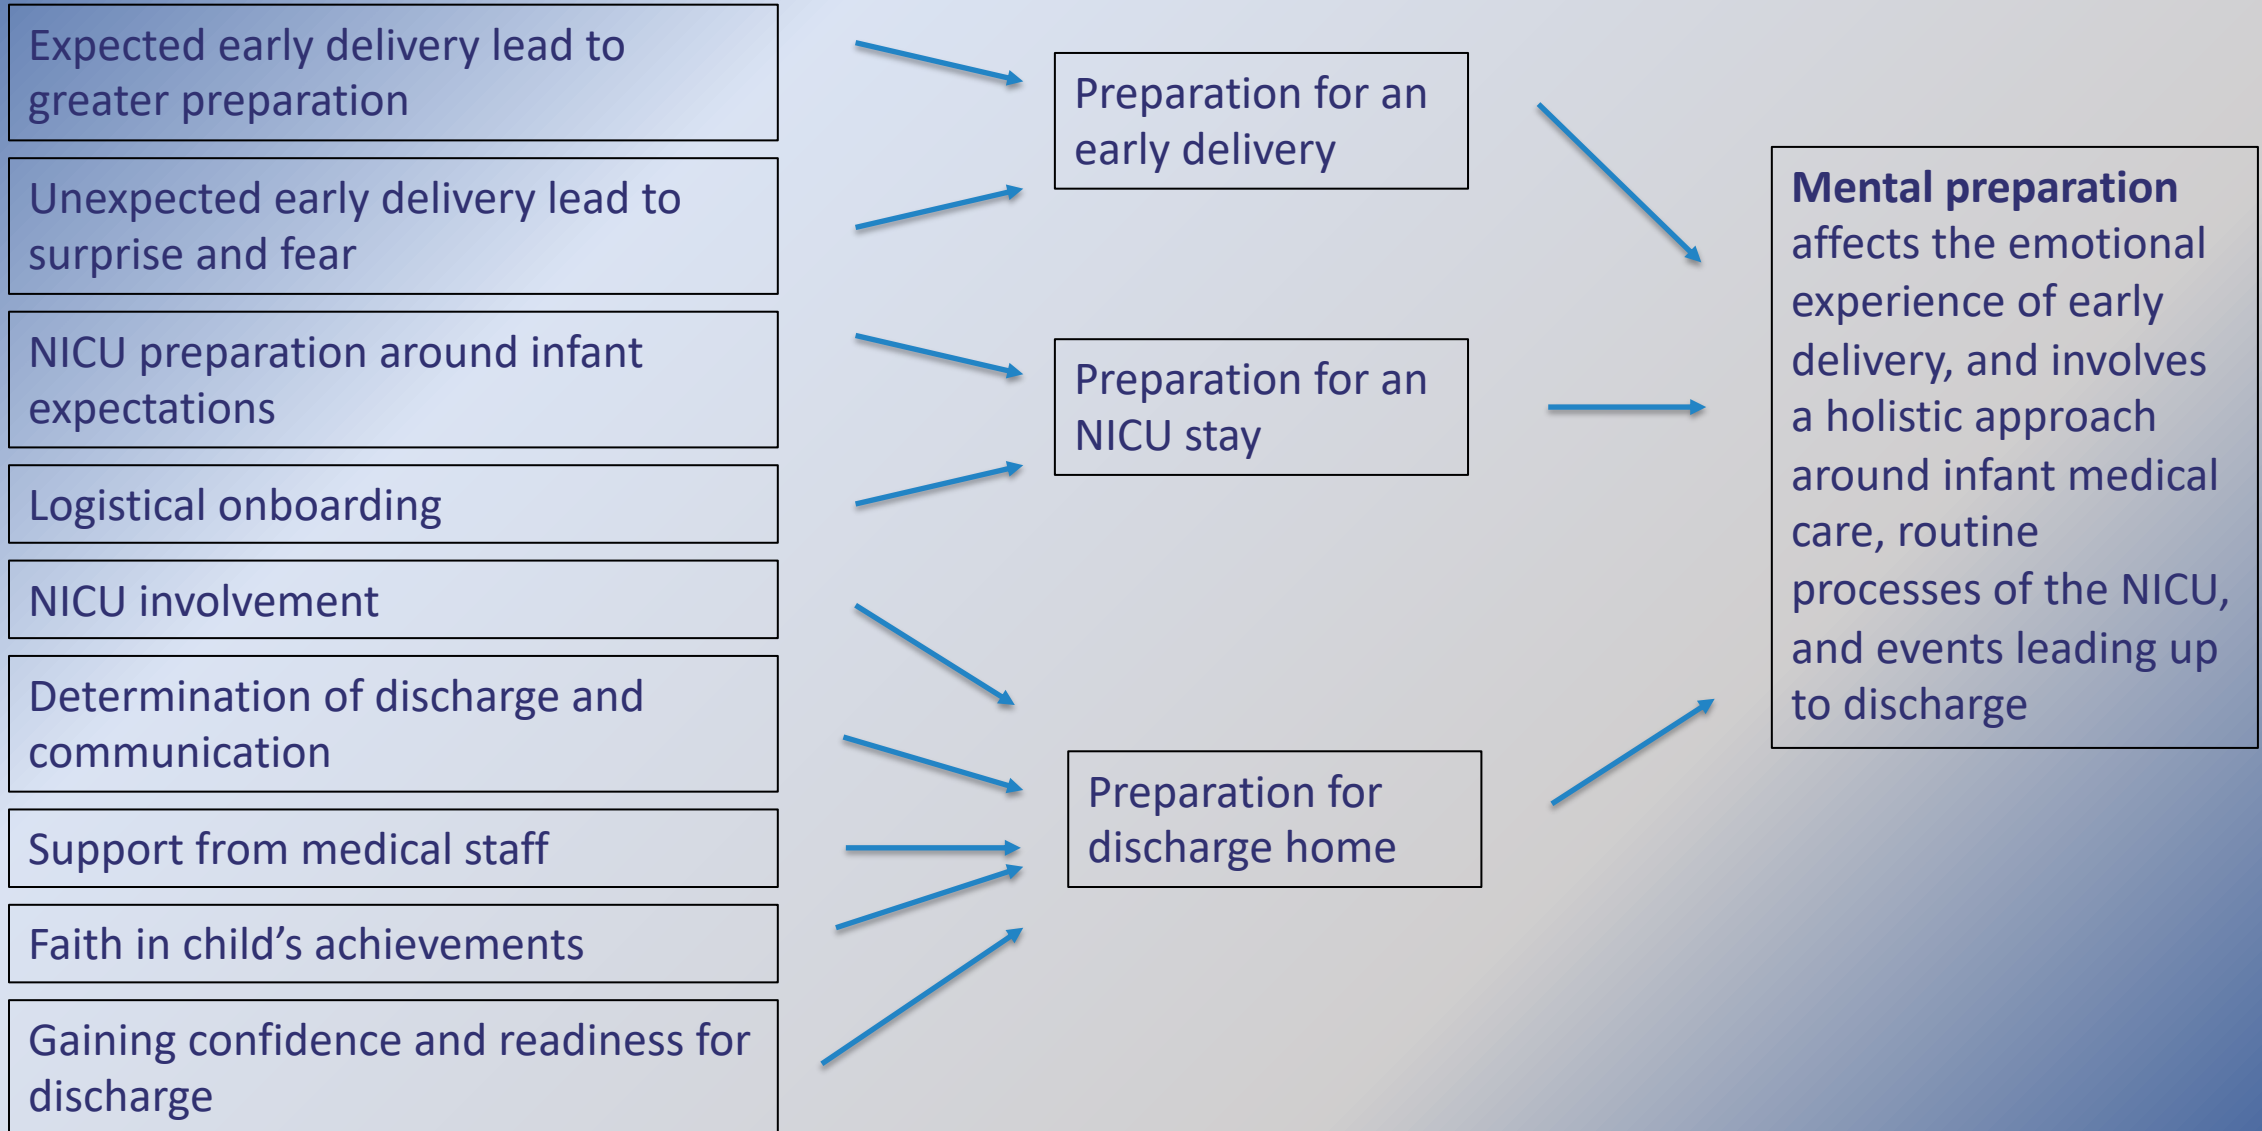 Expected early delivery lead to
greater preparation
Unexpected early delivery lead to
surprise and fear
NICU preparation around infant
expectations
Logistical onboarding
NICU involvement
Determination of discharge and
communication
Support from medical staff
Faith in child’s achievements
Gaining confidence and readiness for
discharge
Preparation for an
early delivery
Preparation for an
NICU stay
Preparation for
discharge home
Mental preparation
affects the emotional
experience of early
delivery, and involves
a holistic approach
around infant medical
care, routine
processes of the NICU,
and events leading up
to discharge